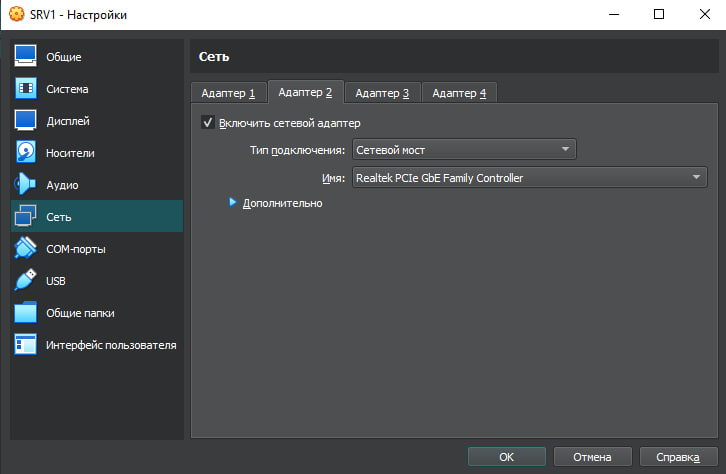 SRV1 - Настройки
Общие
Система
Дисплей
Носители
Аудио
Сеть
COM-порты
USB
Общие папки
Интерфейс пользователя
Сеть
Адаптер 1 Адаптер 2 Адаптер 3 Адаптер 4
Включить сетевой адаптер
Тип подключения: Сетевой мост
Имя: Realtek PCIe GbE Family Controller
Дополнительно
OK Отмена Справка